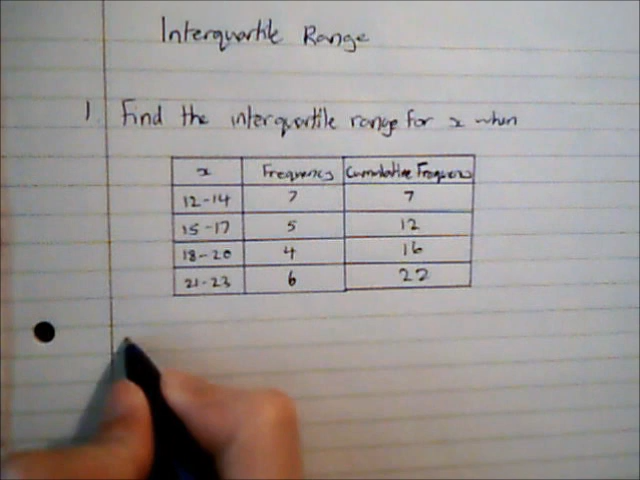 Interquartile Range
1 Find the interquartile range for x when
x Frequency Cumulative Frequency
12-14 7 7
15-17 5 12
18-20 4 16
21-23 6 22